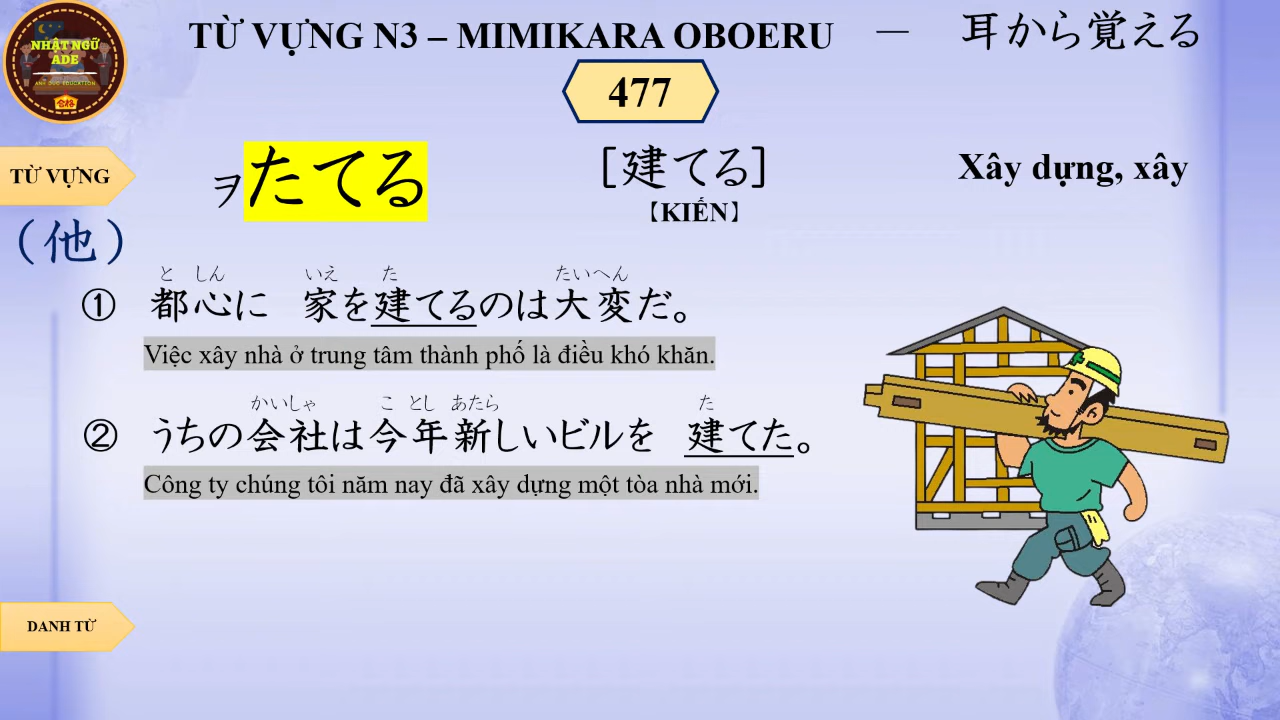 NHẬT NGỮ
ADE
ANH DUC EDUCATION
合格
TỪ VỰNG N3 – MIMIKARA OBOERU — 耳から覚える
477
TỪ VỰNG
ヲたてる
[建てる]
【KIẾN】
Xây dựng, xây
（他）
と しん いえ た たいへん
① 都心に 家を建てるのは大変だ。
Việc xây nhà ở trung tâm thành phố là điều khó khăn.
かいしゃ こ とし あたら た
② うちの会社は今年新しいビルを 建てた。
Công ty chúng tôi năm nay đã xây dựng một tòa nhà mới.
DANH TỪ